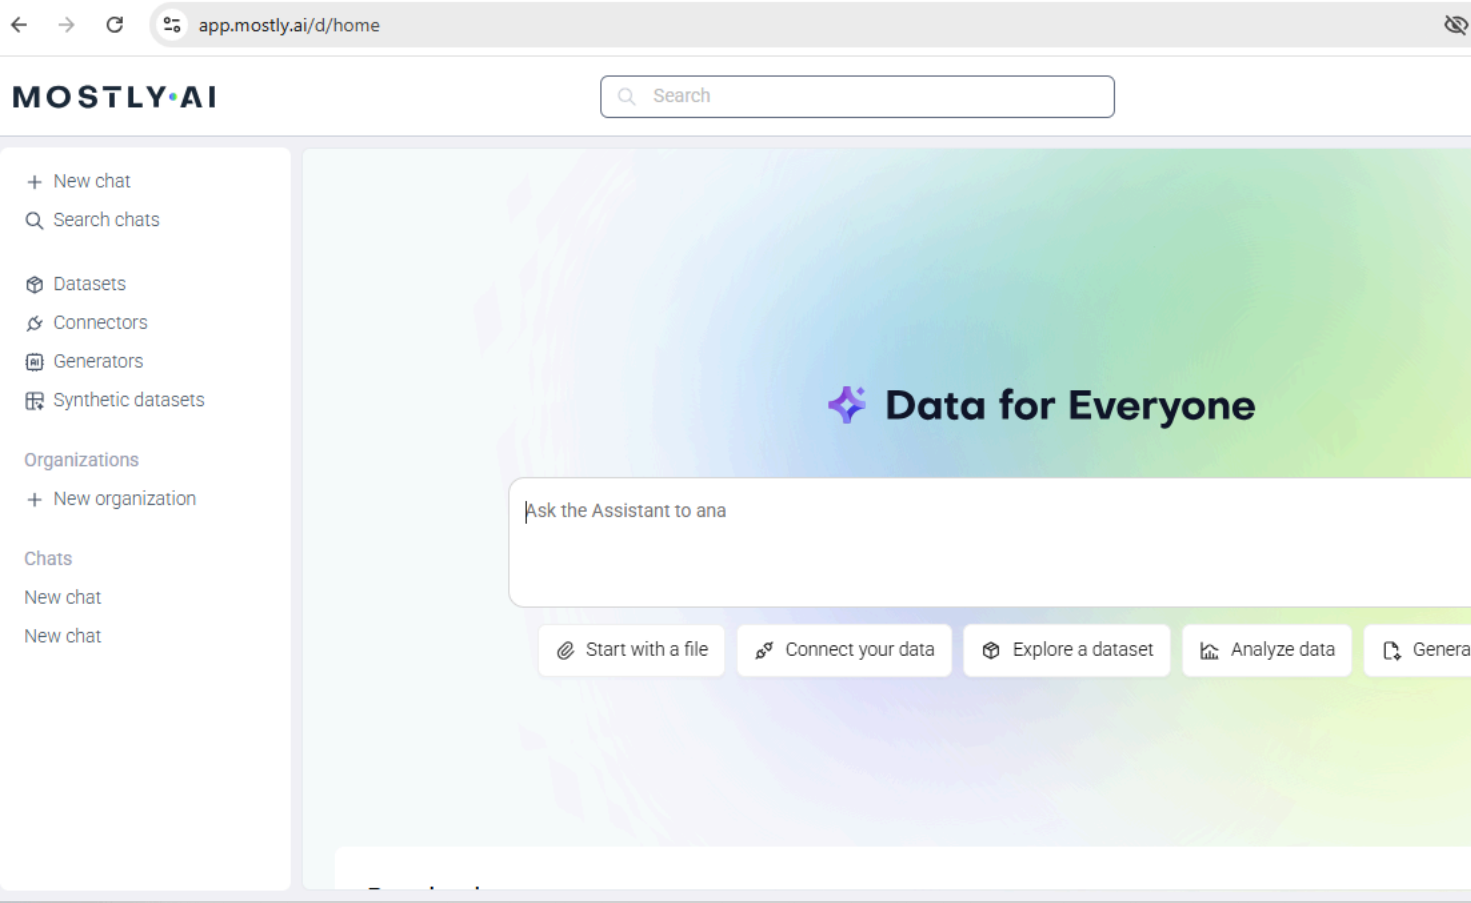 app.mostly.ai/d/home
MOSTLY•AI
Search
New chat
Search chats
Datasets
Connectors
Generators
Synthetic datasets
Organizations
New organization
Chats
New chat
New chat
Data for Everyone
Ask the Assistant to ana
Start with a file
Connect your data
Explore a dataset
Analyze data
Genera